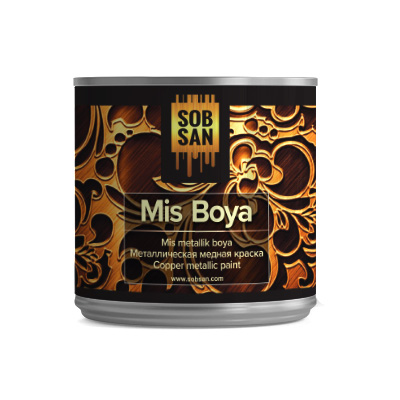 SOB
SAN
Mis Boya
Mis metallik boya
Металлическая медная краска
Copper metallic paint
www.sobsan.com